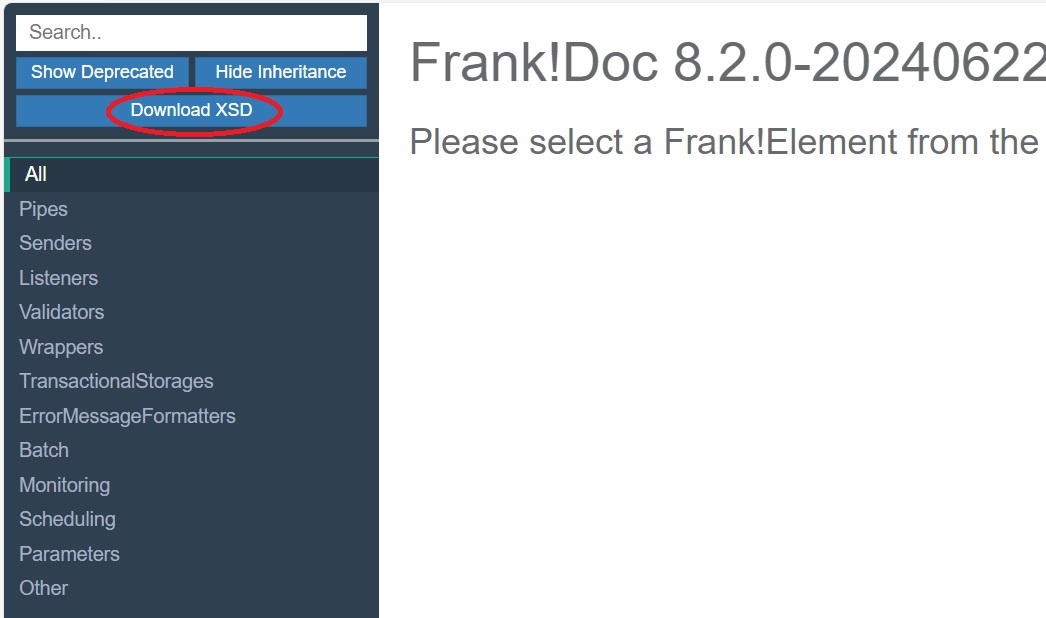 Search..
Show Deprecated
Hide Inheritance
Download XSD
All
Pipes
Senders
Listeners
Validators
Wrappers
TransactionalStorages
ErrorMessageFormatters
Batch
Monitoring
Scheduling
Parameters
Other
Frank!Doc 8.2.0-20240622
Please select a Frank!Element from the